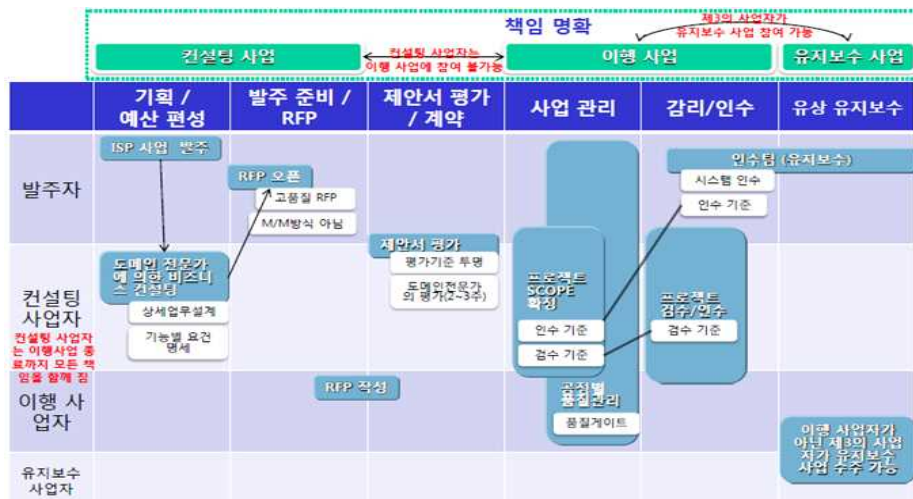 책임 명확
제3의 사업자가
유지보수 사업 참여 가능
컨설팅 사업
컨설팅 사업자는
이행 사업에 참여 불가능
이행 사업
유지보수 사업
기획 /
예산 편성
발주 준비 /
RFP
제안서 평가
/ 계약
사업 관리
감리/인수
유상 유지보수
발주자
ISP 사업 발주
RFP 오픈
고품질 RFP
M/M방식 아님
인수팀 (유지보수)
시스템 인수
인수 기준
컨설팅
사업자
컨설팅 사업자
는 이행사업 종
료까지 모든 책
임을 함께 짐
도메인 전문가
에 의한 비즈니
스 컨설팅
상세업무설계
기능별 요건
명세
제안서 평가
평가기준 투명
도메인전문가
의 평가(2~3주)
프로젝트
SCOPE
확정
인수 기준
검수 기준
프로젝트
검수/인수
검수 기준
이행 사
업자
RFP 작성
공정별
품질관리
품질게이트
이행 사업자가
아닌 제3의 사업
자가 유지보수
사업 수주 가능
유지보수
사업자